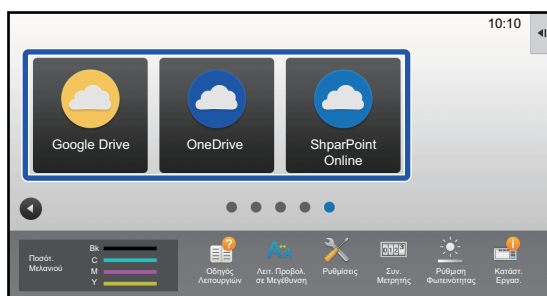 10:10
Google Drive
OneDrive
ShparPoint
Online
Ποσότ.
Μελανιού
Bk
C
M
Y
Οδηγός
Λειτουργιών
Λειτ. Προβολ.
σε Μεγέθυνση
Ρυθμίσεις
Συν.
Μετρητής
Ρύθμιση
Φωτεινότητας
Κατάστ.
Εργασ.